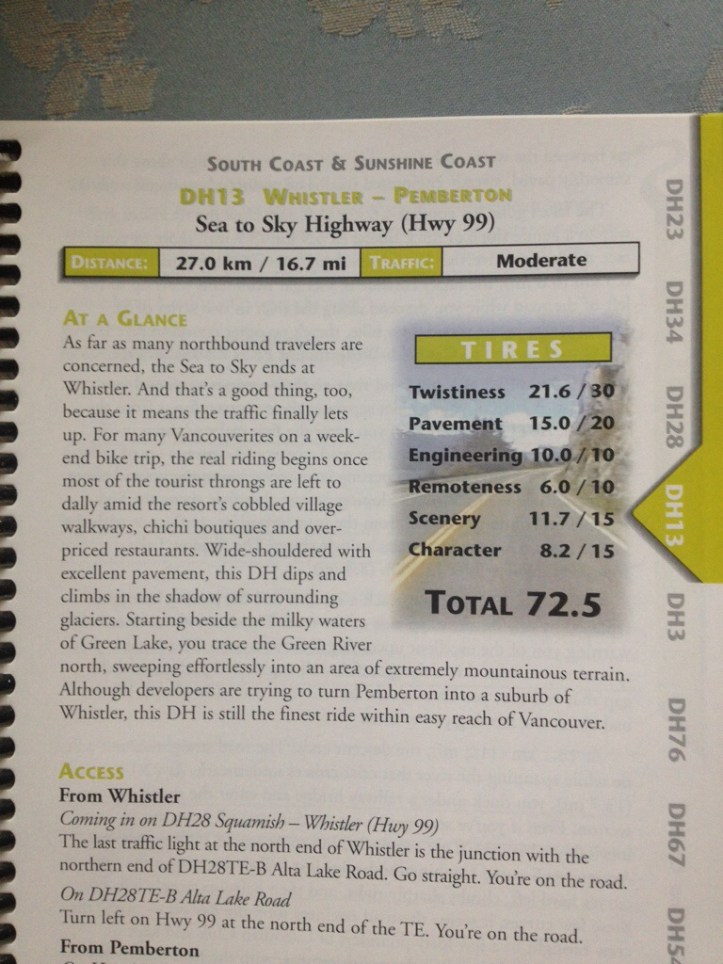 SOUTH COAST & SUNSHINE COAST
DH13 WHISTLER – PEMBERTON
Sea to Sky Highway (Hwy 99)
DISTANCE: 27.0 km / 16.7 mi TRAFFIC: Moderate
AT A GLANCE
As far as many northbound travelers are
concerned, the Sea to Sky ends at
Whistler. And that's a good thing, too,
because it means the traffic finally lets
up. For many Vancouverites on a week-
end bike trip, the real riding begins once
most of the tourist throngs are left to
dally amid the resort's cobbled village
walkways, chichi boutiques and over-
priced restaurants. Wide-shouldered with
excellent pavement, this DH dips and
climbs in the shadow of surrounding
glaciers. Starting beside the milky waters
of Green Lake, you trace the Green River
north, sweeping effortlessly into an area of extremely mountainous terrain.
Although developers are trying to turn Pemberton into a suburb of
Whistler, this DH is still the finest ride within easy reach of Vancouver.
TIRES
Twistiness 21.6 / 30
Pavement 15.0 / 20
Engineering 10.0 / 10
Remoteness 6.0 / 10
Scenery 11.7 / 15
Character 8.2 / 15
TOTAL 72.5
ACCESS
From Whistler
Coming in on DH28 Squamish – Whistler (Hwy 99)
The last traffic light at the north end of Whistler is the junction with the
northern end of DH28TE-B Alta Lake Road. Go straight. You're on the road.
On DH28TE-B Alta Lake Road
Turn left on Hwy 99 at the north end of the TE. You're on the road.
From Pemberton
DH23
DH34
DH28
DH13
DH3
DH76
DH67
DH54